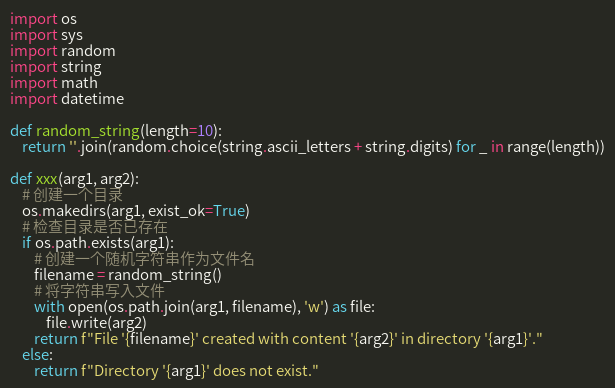 import os
import sys
import random
import string
import math
import datetime

def random_string(length=10):
    return ''.join(random.choice(string.ascii_letters + string.digits) for _ in range(length))

def xxx(arg1, arg2):
    # 创建一个目录
    os.makedirs(arg1, exist_ok=True)
    # 检查目录是否已存在
    if os.path.exists(arg1):
        # 创建一个随机字符串作为文件名
        filename = random_string()
        # 将字符串写入文件
        with open(os.path.join(arg1, filename), 'w') as file:
            file.write(arg2)
        return f"File '{filename}' created with content '{arg2}' in directory '{arg1}'."
    else:
        return f"Directory '{arg1}' does not exist."